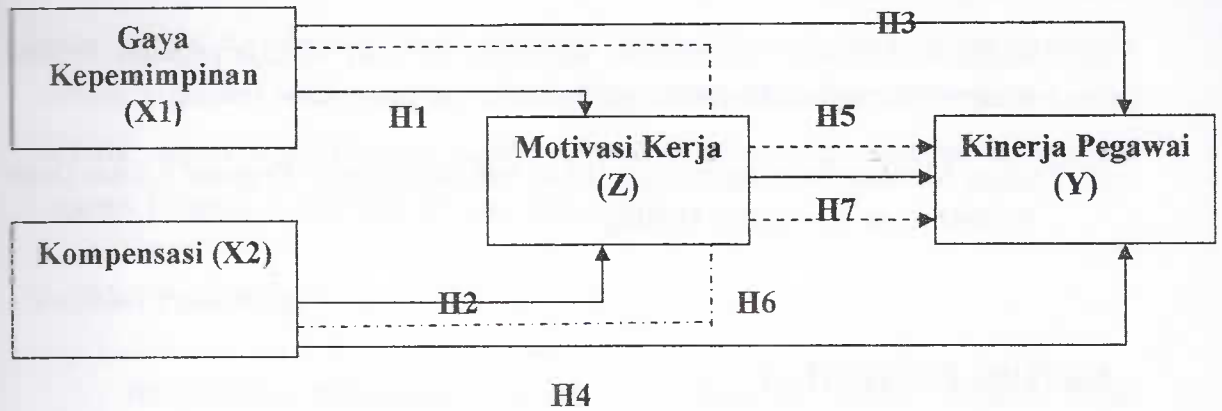 H3
Gaya
Kepemimpinan
(X1)
H1
H5
Motivasi Kerja
(Z)
Kinerja Pegawai
(Y)
H7
Kompensasi (X2)
H2
H6
H4